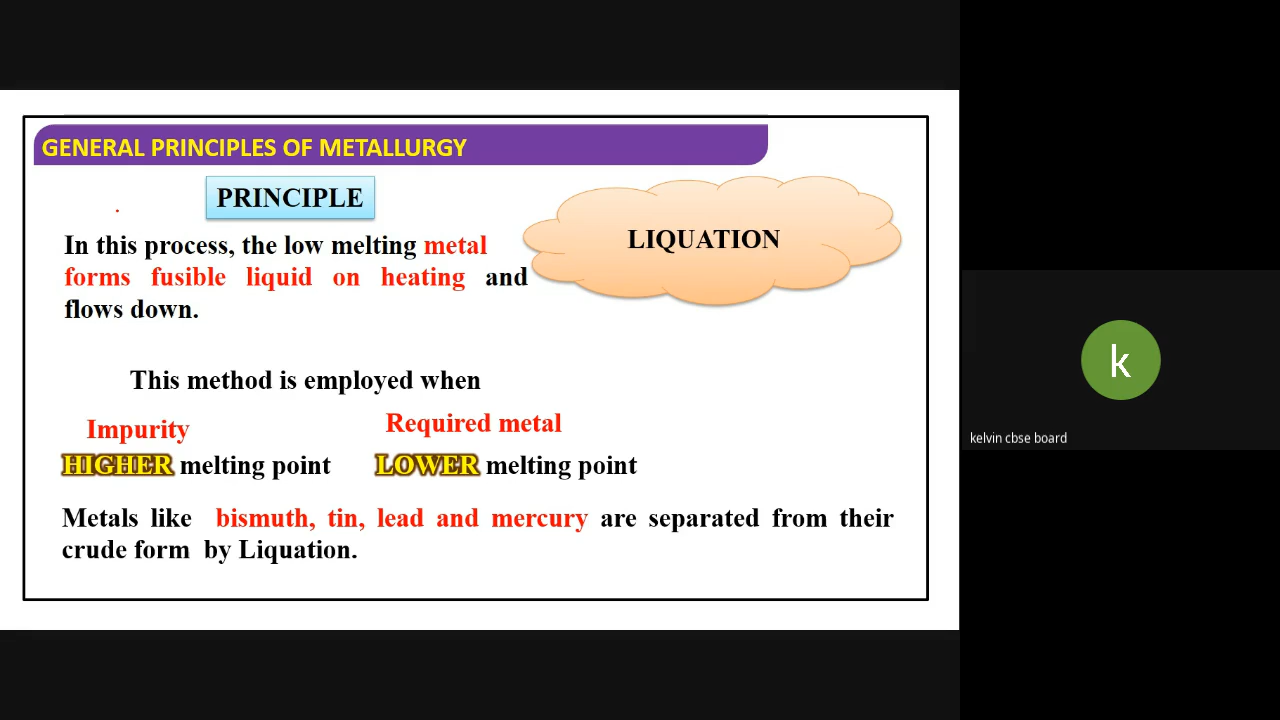 GENERAL PRINCIPLES OF METALLURGY
PRINCIPLE
LIQUATION
In this process, the low melting metal
forms fusible liquid on heating and
flows down.
This method is employed when
Impurity
Required metal
HIGHER melting point
LOWER melting point
Metals like bismuth, tin, lead and mercury are separated from their
crude form by Liquation.
k
kelvin cbse board